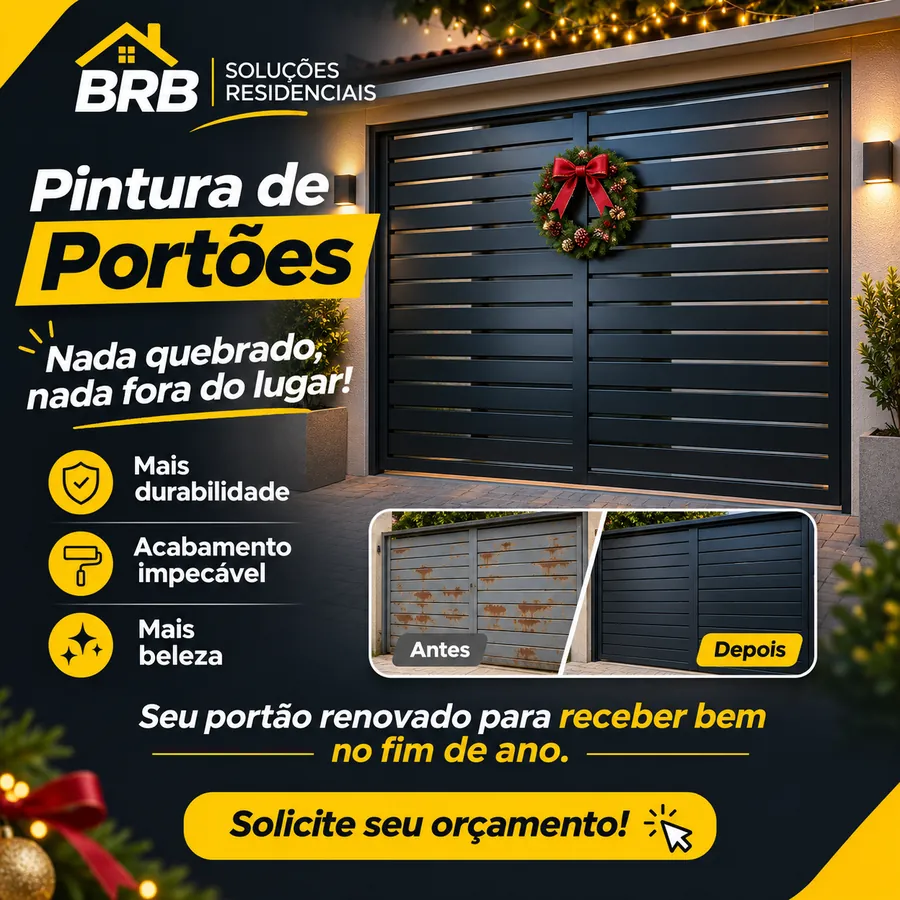 BRB
SOLUÇÕES
RESIDENCIAIS
Pintura de
Portões
Nada quebrado,
nada fora do lugar!
Mais
durabilidade
Acabamento
impecável
Mais
beleza
Antes
Depois
Seu portão renovado para receber bem
no fim de ano.
Solicite seu orçamento!